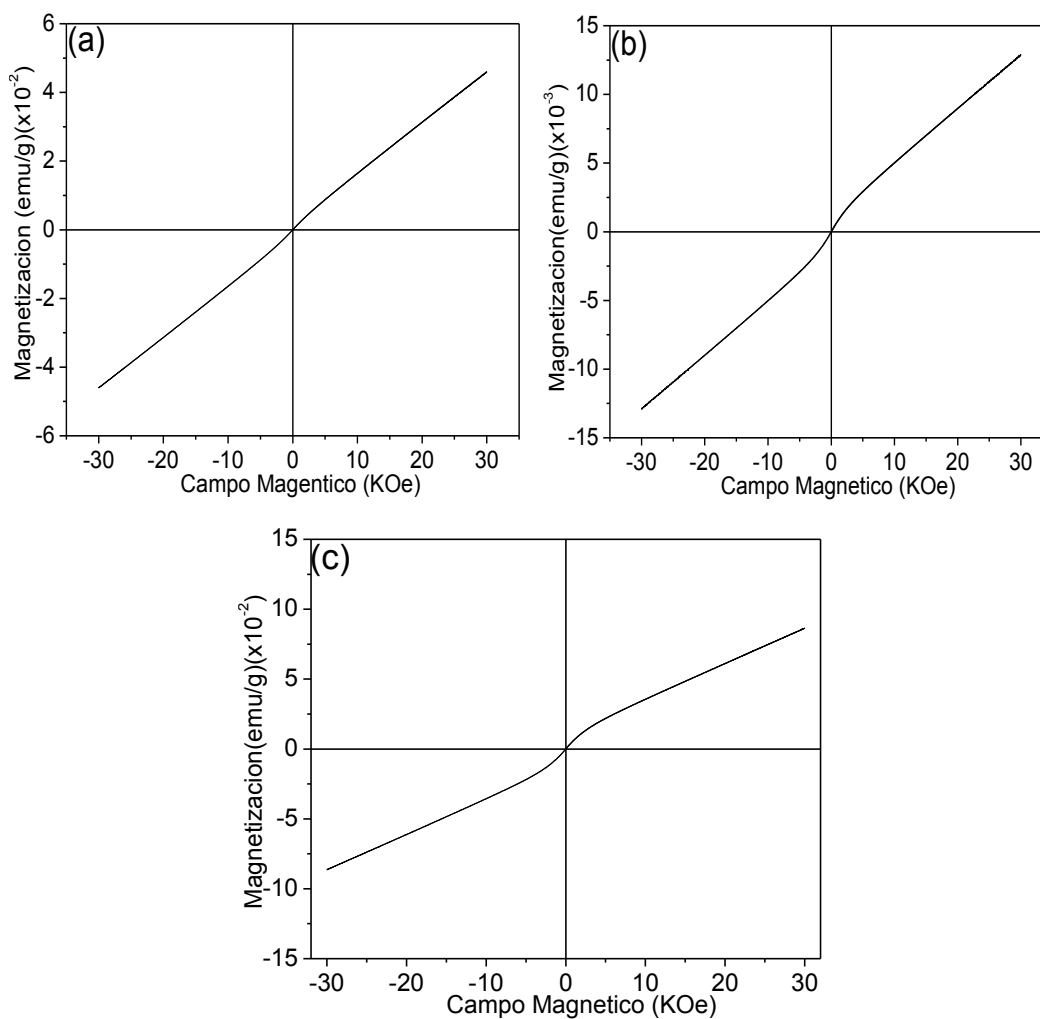 (a)
6
4
2
0
-2
-4
-6
Magnetizacion (emu/g)(x10⁻²)
-30 -20 -10 0 10 20 30
Campo Magentico (KOe)
(b)
15
10
5
0
-5
-10
-15
Magnetizacion(emu/g)(x10⁻³)
-30 -20 -10 0 10 20 30
Campo Magnetico (KOe)
(c)
15
10
5
0
-5
-10
-15
Magnetizacion(emu/g)(x10⁻²)
-30 -20 -10 0 10 20 30
Campo Magnetico (KOe)